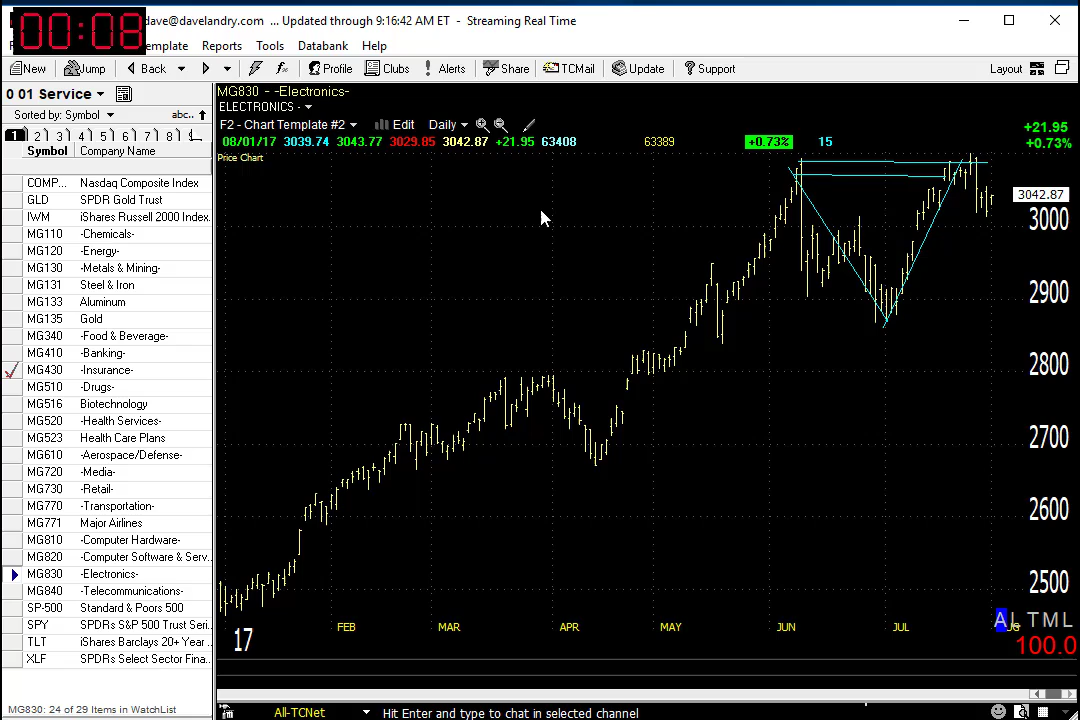 00:08
dave@davelandry.com ... Updated through 9:16:42 AM ET - Streaming Real Time
emplate Reports Tools Databank Help
New Jump Back Profile Clubs Alerts Share TCMail Update Support Layout
0 01 Service
Sorted by: Symbol abc..
1 2 3 4 5 6 7 8
Symbol Company Name
COMP... Nasdaq Composite Index
GLD SPDR Gold Trust
IWM iShares Russell 2000 Index.
MG110 -Chemicals-
MG120 -Energy-
MG130 -Metals & Mining-
MG131 Steel & Iron
MG133 Aluminum
MG135 Gold
MG340 -Food & Beverage-
MG410 -Banking-
MG430 -Insurance-
MG510 -Drugs-
MG516 Biotechnology
MG520 -Health Services-
MG523 Health Care Plans
MG610 -Aerospace/Defense-
MG720 -Media-
MG730 -Retail-
MG770 -Transportation-
MG771 Major Airlines
MG810 -Computer Hardware-
MG820 -Computer Software & Serv..
MG830 -Electronics-
MG840 -Telecommunications-
SP-500 Standard & Poors 500
SPY SPDRs S&P 500 Trust Seri..
TLT iShares Barclays 20+ Year ..
XLF SPDRs Select Sector Fina..
MG830: 24 of 29 Items in WatchList
MG830 - -Electronics-
ELECTRONICS -
F2 - Chart Template #2 Edit Daily
08/01/17 3039.74 3043.77 3029.85 3042.87 +21.95 63408 63389 +0.73% 15
+21.95
+0.73%
Price Chart
3042.87
3000
2900
2800
2700
2600
2500
FEB MAR APR MAY JUN JUL
17
A L T M L
100.0
All-TCNet Hit Enter and type to chat in selected channel